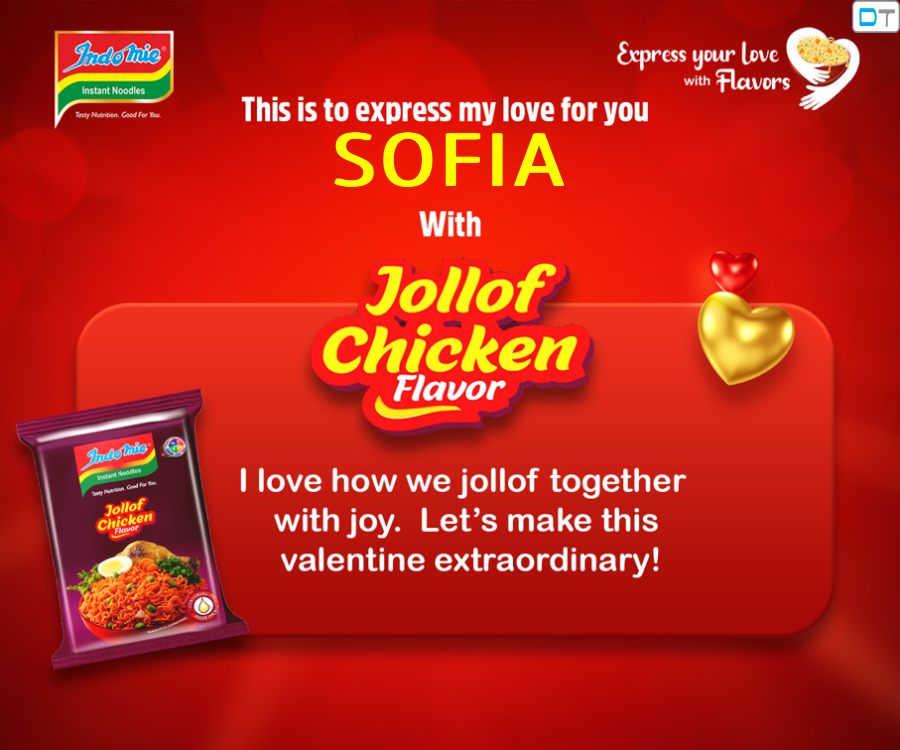 DT
Indomie
Instant Noodles
Tasty Nutrition. Good For You.
Express your Love
with Flavors
This is to express my love for you
SOFIA
With
Jollof
Chicken
Flavor
I love how we jollof together
with joy. Let's make this
valentine extraordinary!
Indomie
Instant Noodles
Tasty Nutrition. Good For You.
Jollof
Chicken
Flavor